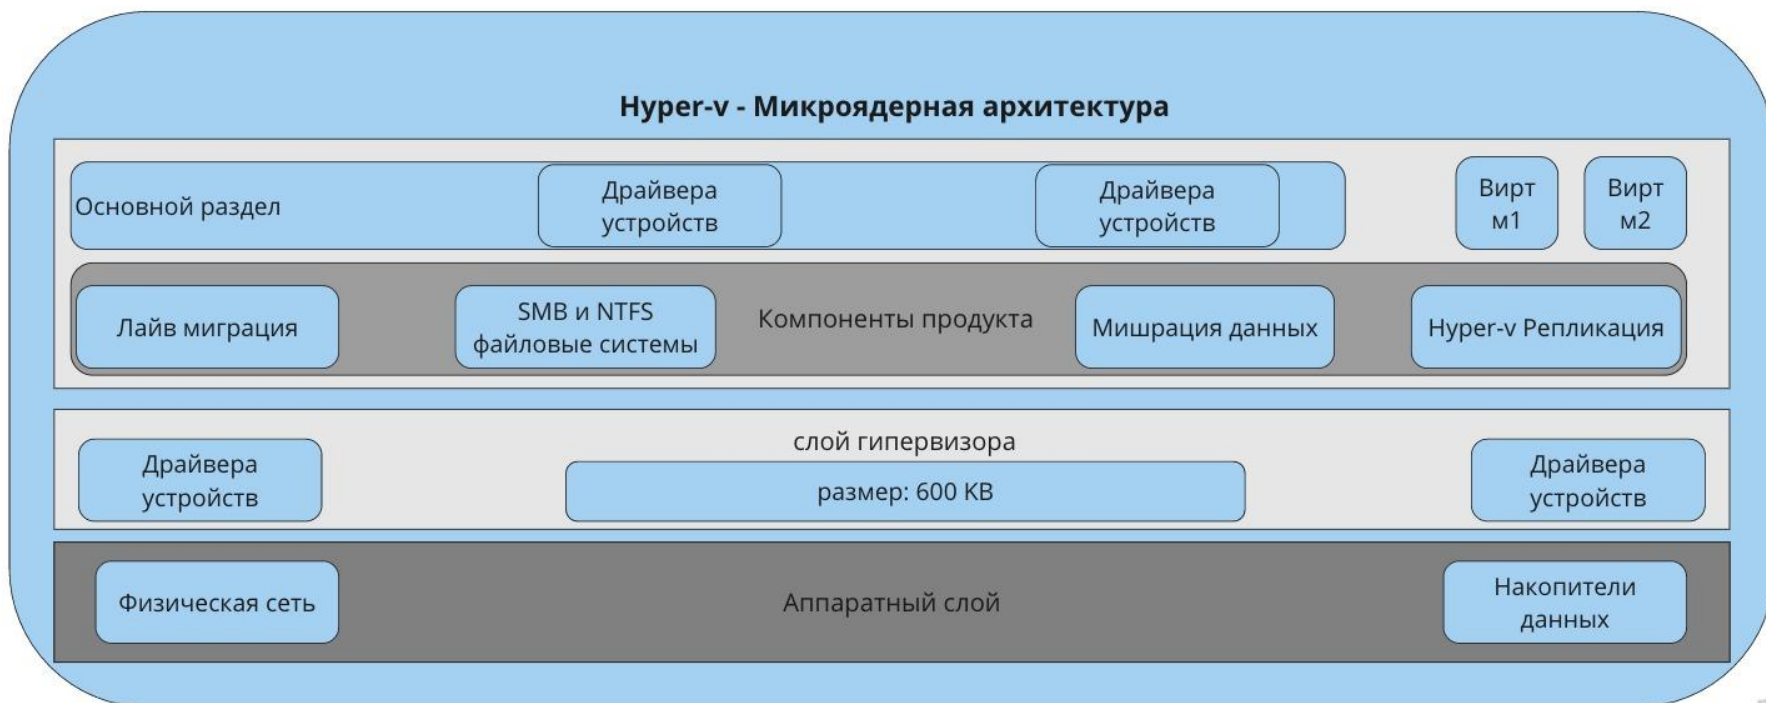 Hyper-v - Микроядерная архитектура
Основной раздел
Драйвера
устройств
Драйвера
устройств
Вирт
м1
Вирт
м2
Лайв миграция
SMB и NTFS
файловые системы
Компоненты продукта
Мишрация данных
Hyper-v Репликация
слой гипервизора
Драйвера
устройств
размер: 600 KB
Драйвера
устройств
Физическая сеть
Аппаратный слой
Накопители
данных